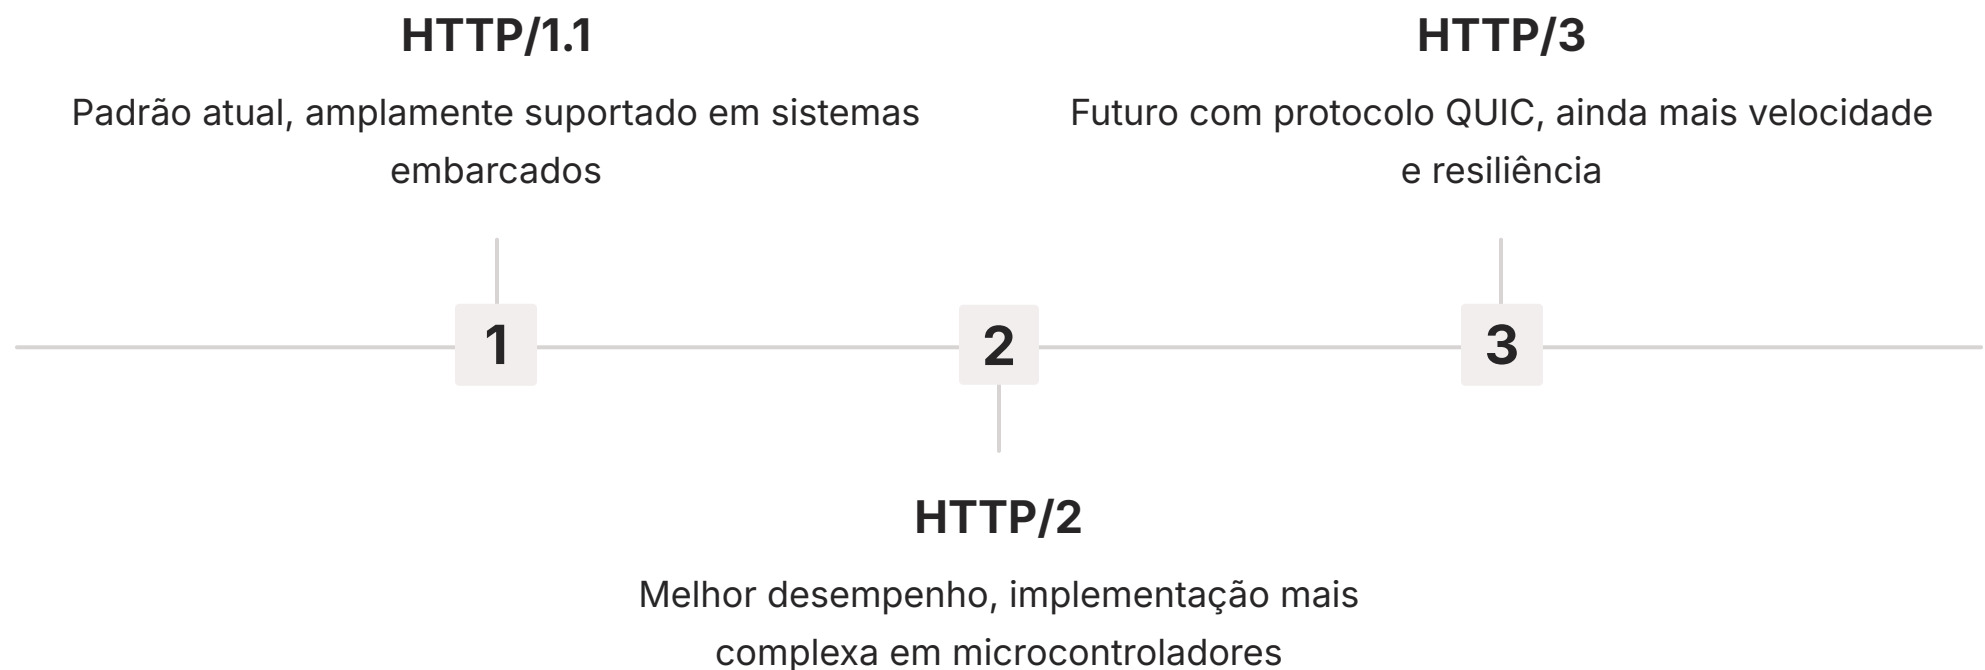 HTTP/1.1
Padrão atual, amplamente suportado em sistemas
embarcados
HTTP/3
Futuro com protocolo QUIC, ainda mais velocidade
e resiliência
1
2
3
HTTP/2
Melhor desempenho, implementação mais
complexa em microcontroladores